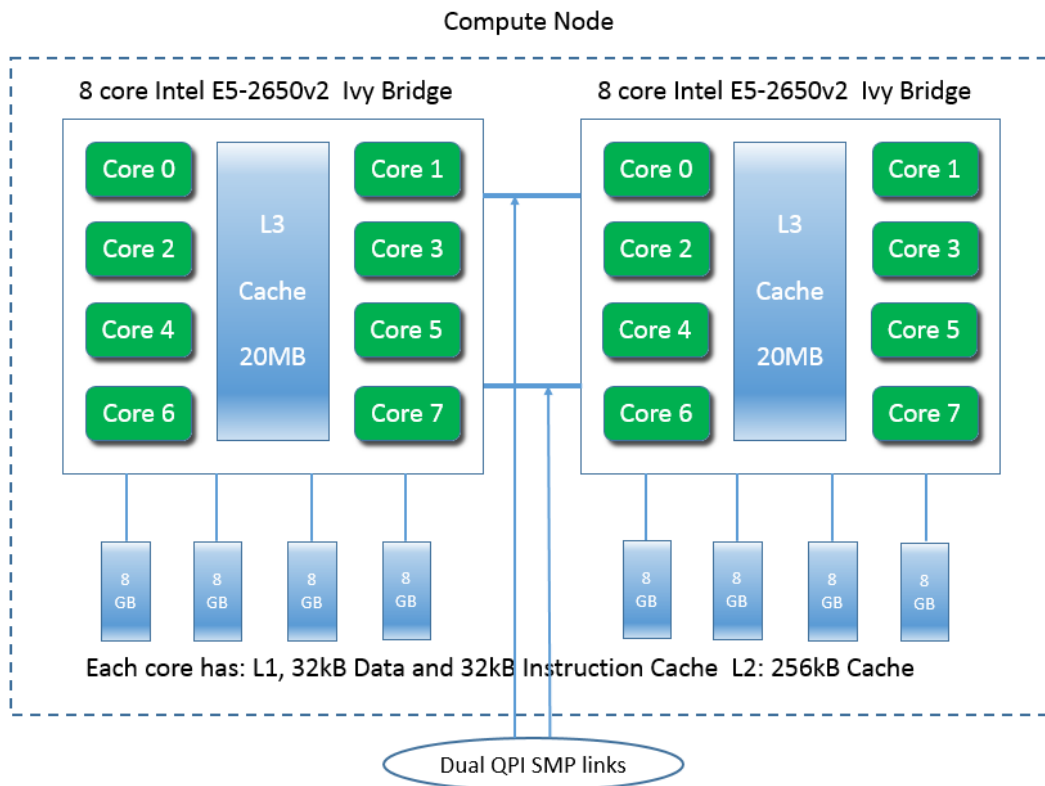 Compute Node
8 core Intel E5-2650v2 Ivy Bridge
Core 0
Core 1
Core 2
Core 3
Core 4
Core 5
Core 6
Core 7
L3
Cache
20MB
8
GB
8
GB
8
GB
8
GB
8 core Intel E5-2650v2 Ivy Bridge
Core 0
Core 1
Core 2
Core 3
Core 4
Core 5
Core 6
Core 7
L3
Cache
20MB
8
GB
8
GB
8
GB
8
GB
Each core has: L1, 32kB Data and 32kB Instruction Cache L2: 256kB Cache
Dual QPI SMP links